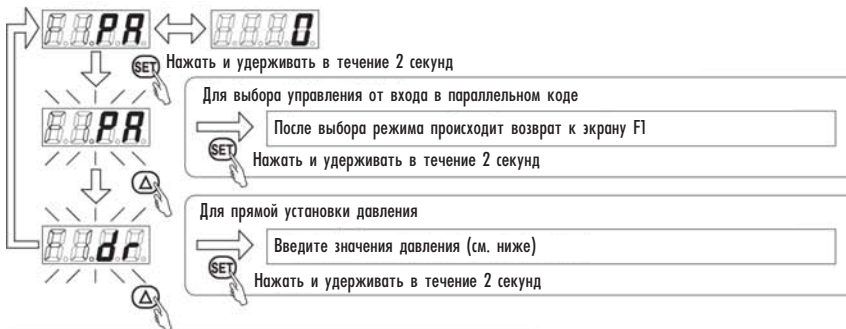 PA 0
SET Нажать и удерживать в течение 2 секунд
Для выбора управления от входа в параллельном коде
PA
После выбора режима происходит возврат к экрану F1
SET Нажать и удерживать в течение 2 секунд
Для прямой установки давления
dr
Введите значения давления (см. ниже)
SET Нажать и удерживать в течение 2 секунд